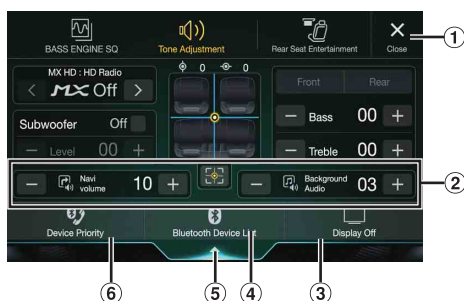 BASS ENGINE SQ
Tone Adjustment
Rear Seat Entertainment
Close
MX HD : HD Radio
MX Off
0 0
Front Rear
Subwoofer Off
Level 00
Bass 00
Treble 00
Navi volume 10
Background Audio 03
Device Priority
Bluetooth Device List
Display Off
1
2
3
4
5
6